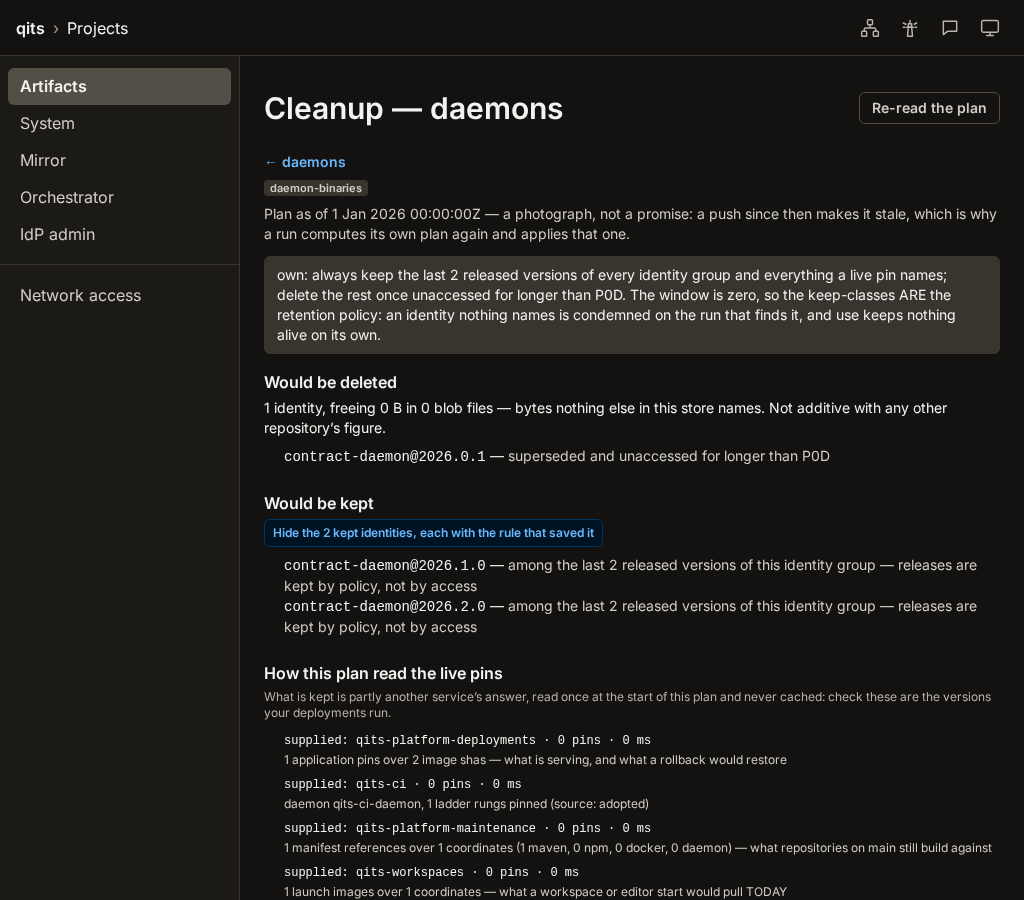 qits › Projects
Artifacts
System
Mirror
Orchestrator
IdP admin
Network access
Cleanup — daemons
Re-read the plan
← daemons
daemon-binaries
Plan as of 1 Jan 2026 00:00:00Z — a photograph, not a promise: a push since then makes it stale, which is why
a run computes its own plan again and applies that one.
own: always keep the last 2 released versions of every identity group and everything a live pin names;
delete the rest once unaccessed for longer than P0D. The window is zero, so the keep-classes ARE the
retention policy: an identity nothing names is condemned on the run that finds it, and use keeps nothing
alive on its own.
Would be deleted
1 identity, freeing 0 B in 0 blob files — bytes nothing else in this store names. Not additive with any other
repository’s figure.
contract-daemon@2026.0.1 — superseded and unaccessed for longer than P0D
Would be kept
Hide the 2 kept identities, each with the rule that saved it
contract-daemon@2026.1.0 — among the last 2 released versions of this identity group — releases are
kept by policy, not by access
contract-daemon@2026.2.0 — among the last 2 released versions of this identity group — releases are
kept by policy, not by access
How this plan read the live pins
What is kept is partly another service’s answer, read once at the start of this plan and never cached: check these are the versions
your deployments run.
supplied: qits-platform-deployments · 0 pins · 0 ms
1 application pins over 2 image shas — what is serving, and what a rollback would restore
supplied: qits-ci · 0 pins · 0 ms
daemon qits-ci-daemon, 1 ladder rungs pinned (source: adopted)
supplied: qits-platform-maintenance · 0 pins · 0 ms
1 manifest references over 1 coordinates (1 maven, 0 npm, 0 docker, 0 daemon) — what repositories on main still build against
supplied: qits-workspaces · 0 pins · 0 ms
1 launch images over 1 coordinates — what a workspace or editor start would pull TODAY